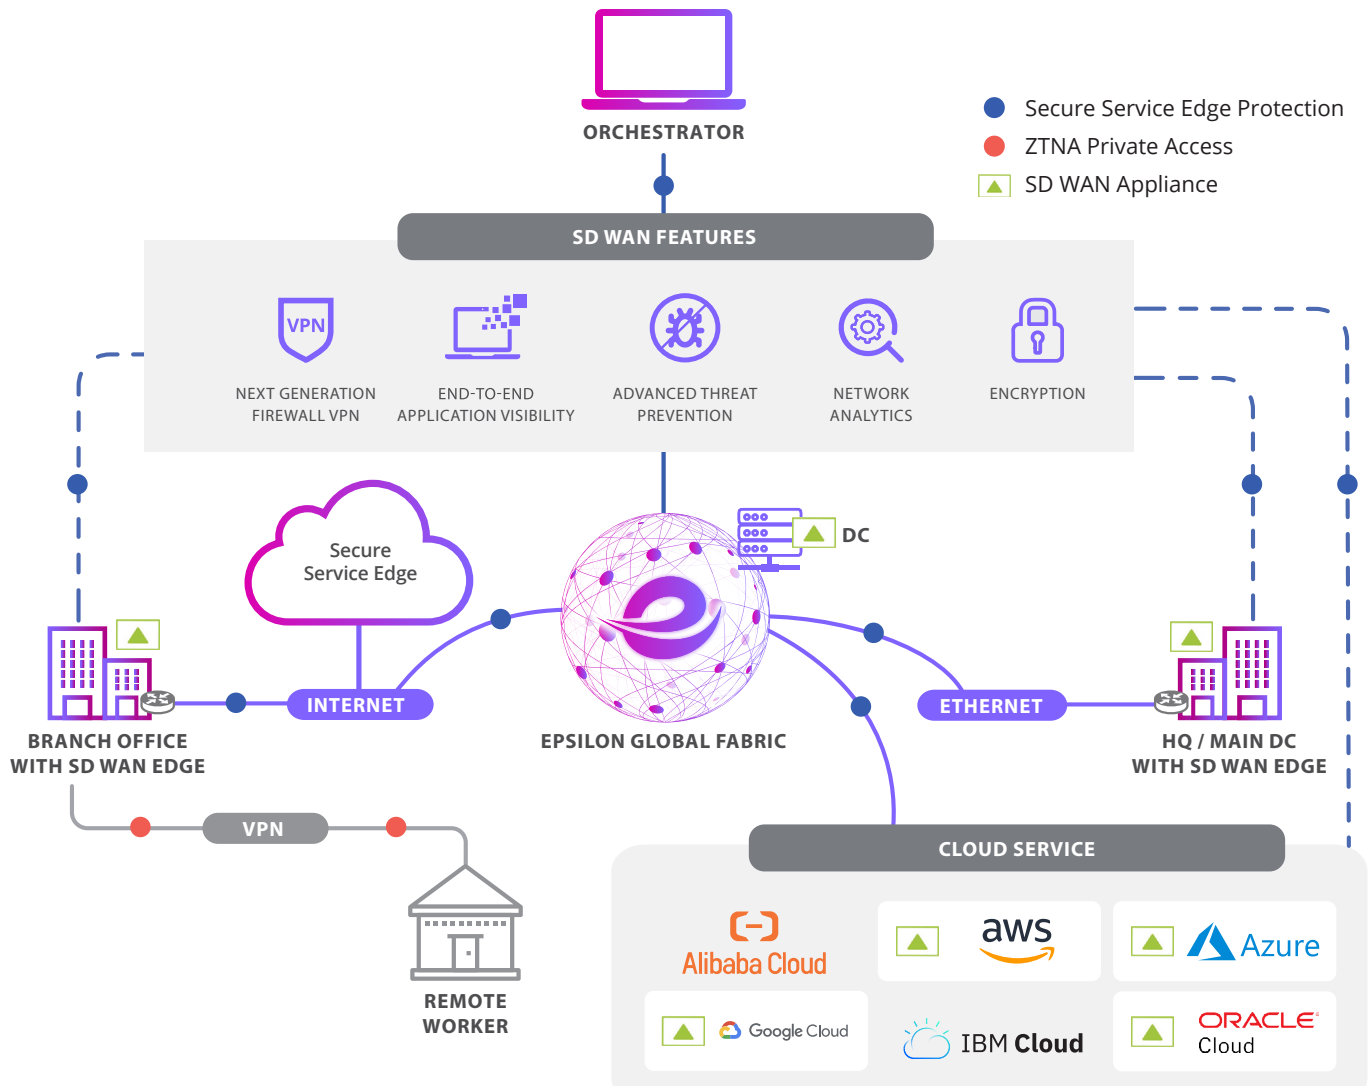 ORCHESTRATOR
Secure Service Edge Protection
ZTNA Private Access
SD WAN Appliance
SD WAN FEATURES
VPN
NEXT GENERATION
FIREWALL VPN
END-TO-END
APPLICATION VISIBILITY
ADVANCED THREAT
PREVENTION
NETWORK
ANALYTICS
ENCRYPTION
Secure
Service Edge
DC
INTERNET
ETHERNET
BRANCH OFFICE
WITH SD WAN EDGE
EPSILON GLOBAL FABRIC
HQ / MAIN DC
WITH SD WAN EDGE
VPN
REMOTE
WORKER
CLOUD SERVICE
Alibaba Cloud
aws
Azure
Google Cloud
IBM Cloud
ORACLE
Cloud